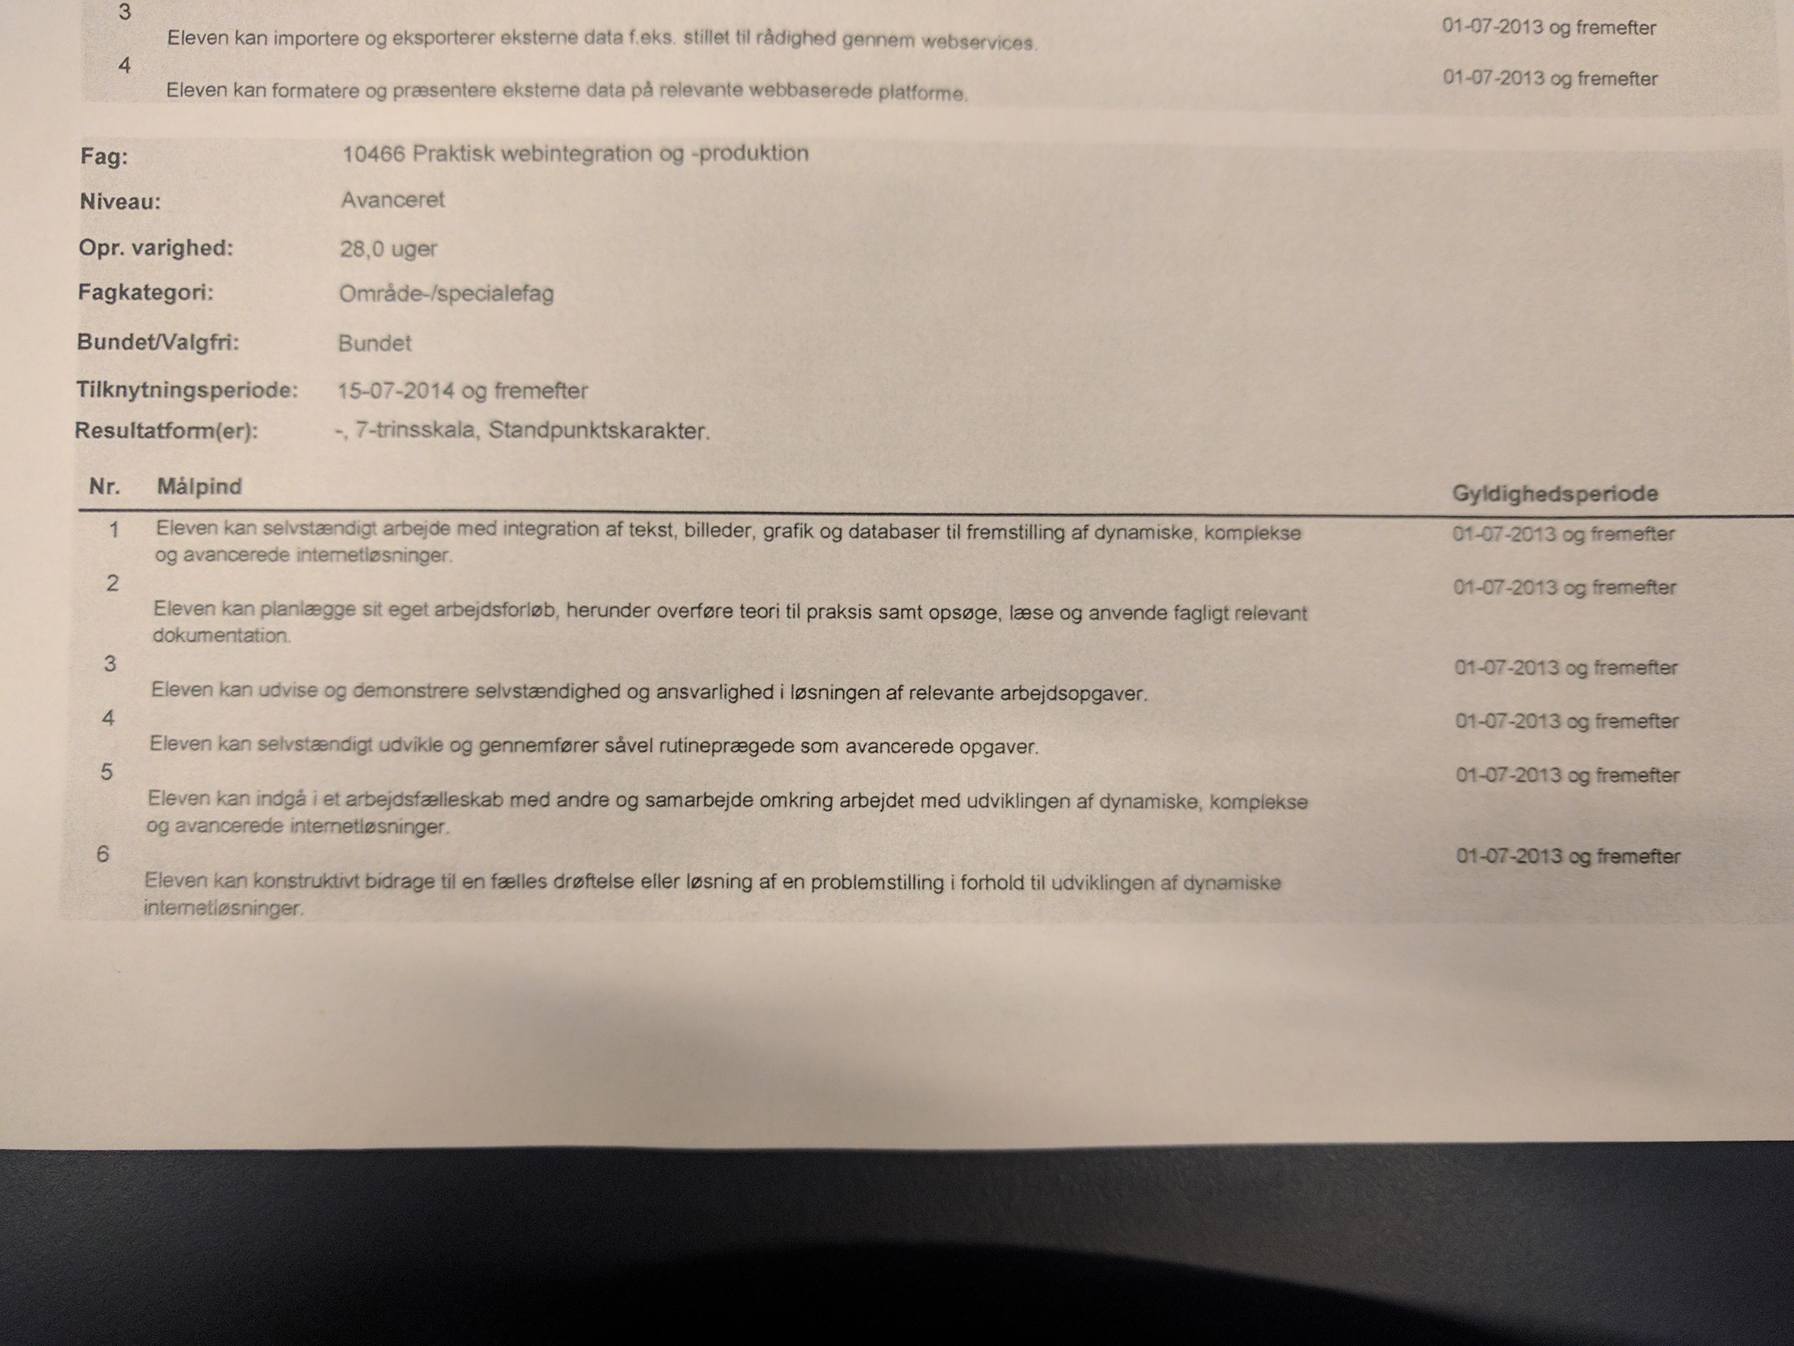 3
01-07-2013 og fremefter
Eleven kan importere og eksporterer eksterne data f.eks. stillet til rådighed gennem webservices.
4
01-07-2013 og fremefter
Eleven kan formatere og præsentere eksterne data på relevante webbaserede platforme.
Fag: 10466 Praktisk webintegration og -produktion
Niveau: Avanceret
Opr. varighed: 28,0 uger
Fagkategori: Område-/specialefag
Bundet/Valgfri: Bundet
Tilknytningsperiode: 15-07-2014 og fremefter
Resultatform(er): -, 7-trinsskala, Standpunktskarakter.
Nr. Målpind Gyldighedsperiode
1 Eleven kan selvstændigt arbejde med integration af tekst, billeder, grafik og databaser til fremstilling af dynamiske, komplekse 01-07-2013 og fremefter
og avancerede internetløsninger.
2 01-07-2013 og fremefter
Eleven kan planlægge sit eget arbejdsforløb, herunder overføre teori til praksis samt opsøge, læse og anvende fagligt relevant
dokumentation.
3 01-07-2013 og fremefter
Eleven kan udvise og demonstrere selvstændighed og ansvarlighed i løsningen af relevante arbejdsopgaver.
4 01-07-2013 og fremefter
Eleven kan selvstændigt udvikle og gennemfører såvel rutineprægede som avancerede opgaver.
5 01-07-2013 og fremefter
Eleven kan indgå i et arbejdsfælleskab med andre og samarbejde omkring arbejdet med udviklingen af dynamiske, komplekse
og avancerede internetløsninger.
6 01-07-2013 og fremefter
Eleven kan konstruktivt bidrage til en fælles drøftelse eller løsning af en problemstilling i forhold til udviklingen af dynamiske
internetløsninger.